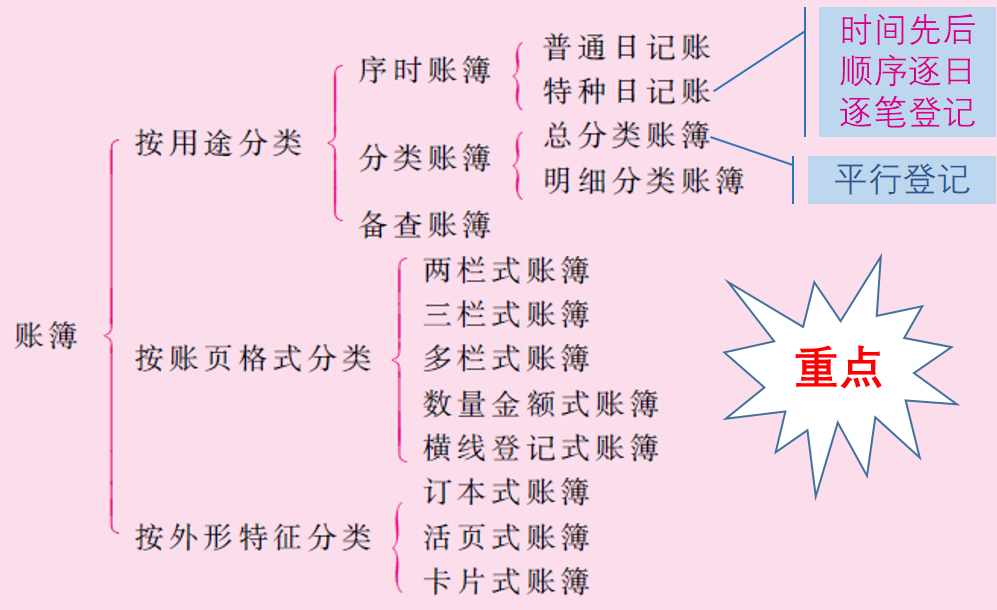 账簿
按用途分类
序时账簿
普通日记账
特种日记账
时间先后
顺序逐日
逐笔登记
分类账簿
总分类账簿
明细分类账簿
平行登记
备查账簿
按账页格式分类
两栏式账簿
三栏式账簿
多栏式账簿
数量金额式账簿
横线登记式账簿
按外形特征分类
订本式账簿
活页式账簿
卡片式账簿
重点